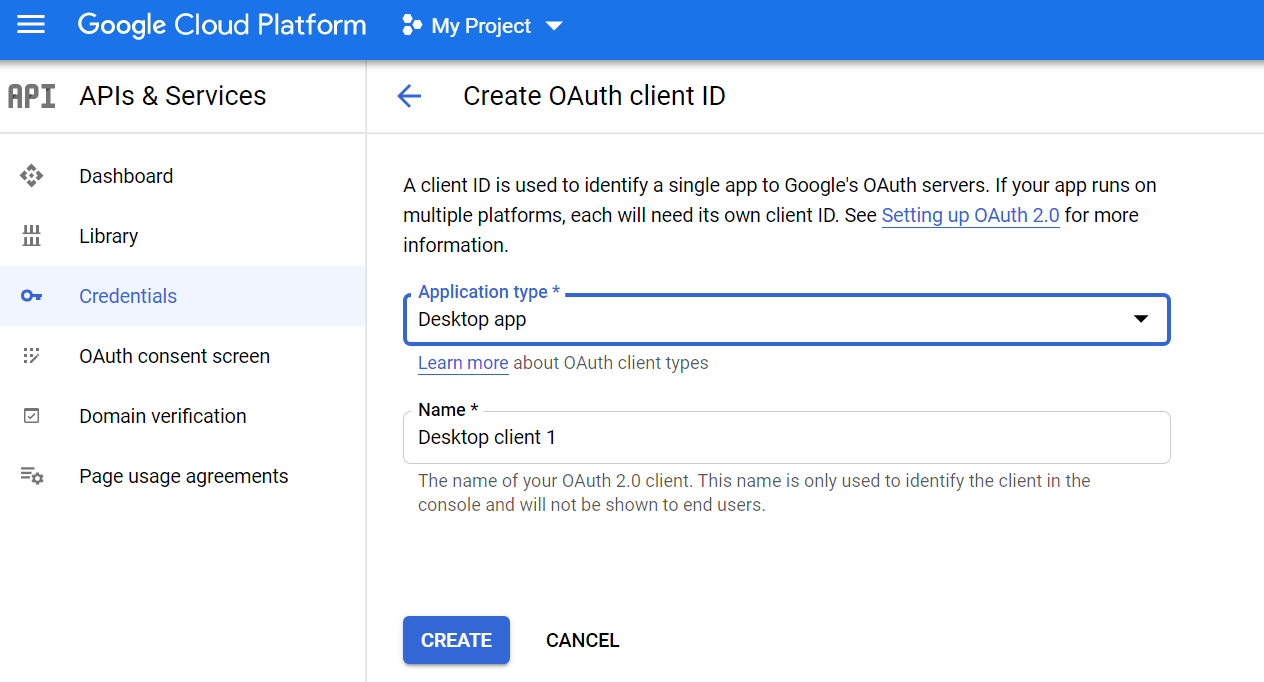 Google Cloud Platform
My Project
API
APIs & Services
Create OAuth client ID
Dashboard
Library
Credentials
OAuth consent screen
Domain verification
Page usage agreements
A client ID is used to identify a single app to Google's OAuth servers. If your app runs on
multiple platforms, each will need its own client ID. See Setting up OAuth 2.0 for more
information.
Application type *
Desktop app
Learn more about OAuth client types
Name *
Desktop client 1
The name of your OAuth 2.0 client. This name is only used to identify the client in the
console and will not be shown to end users.
CREATE
CANCEL